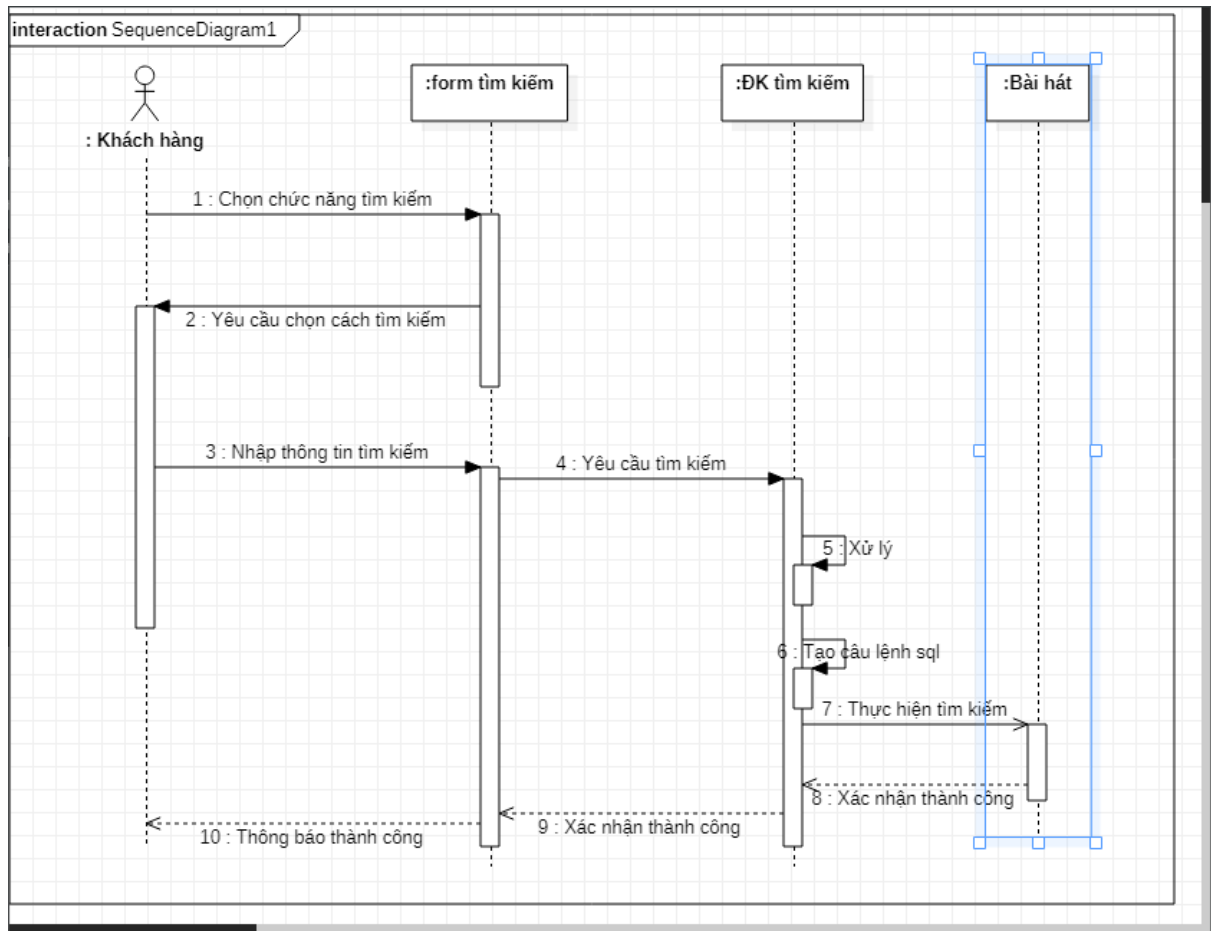 interaction SequenceDiagram1
: Khách hàng
:form tìm kiếm
:ĐK tìm kiếm
:Bài hát
1 : Chọn chức năng tìm kiếm
2 : Yêu cầu chọn cách tìm kiếm
3 : Nhập thông tin tìm kiếm
4 : Yêu cầu tìm kiếm
5 : Xử lý
6 : Tạo câu lệnh sql
7 : Thực hiện tìm kiếm
8 : Xác nhận thành công
9 : Xác nhận thành công
10 : Thông báo thành công